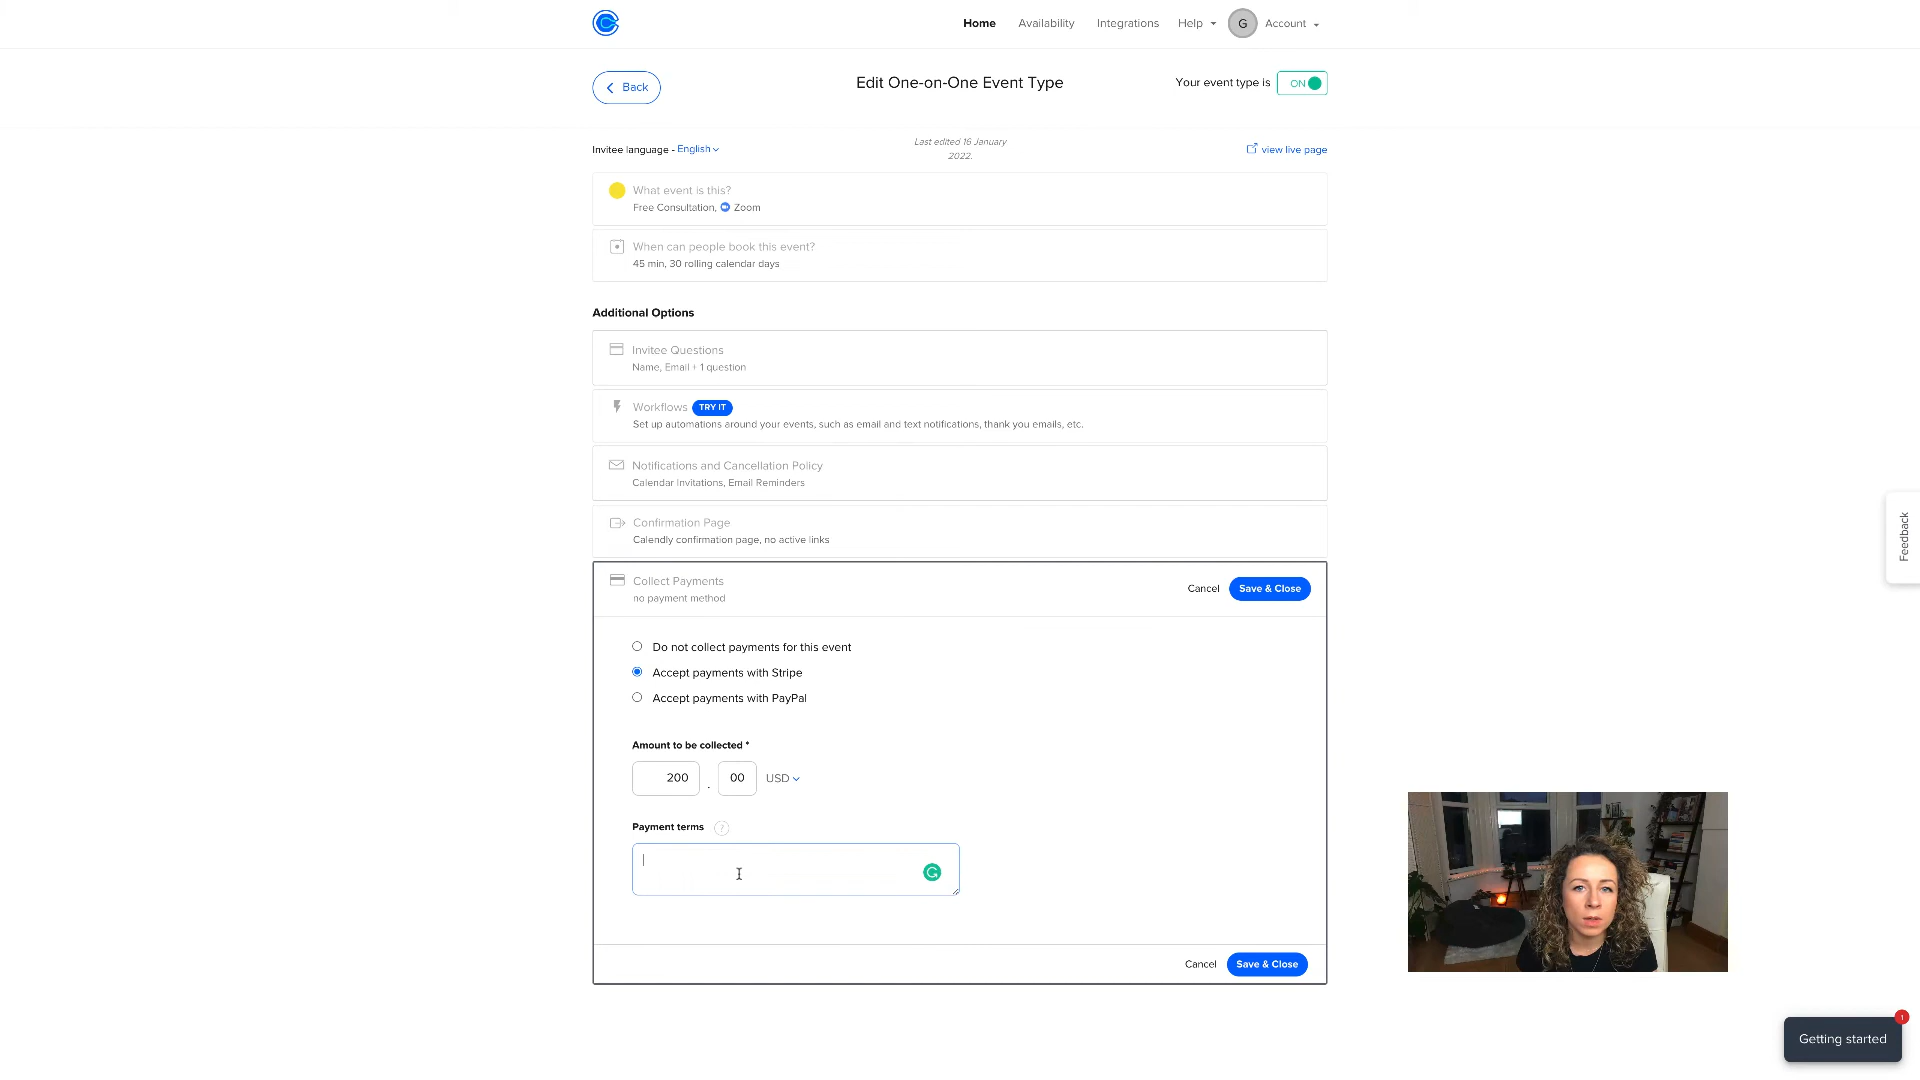 Home Availability Integrations Help G Account
Back
Edit One-on-One Event Type
Your event type is ON
Invitee language - English
Last edited 16 January
2022.
view live page
What event is this?
Free Consultation, Zoom
When can people book this event?
45 min, 30 rolling calendar days
Additional Options
Invitee Questions
Name, Email + 1 question
Workflows TRY IT
Set up automations around your events, such as email and text notifications, thank you emails, etc.
Notifications and Cancellation Policy
Calendar Invitations, Email Reminders
Confirmation Page
Calendly confirmation page, no active links
Collect Payments
no payment method
Cancel Save & Close
Do not collect payments for this event
Accept payments with Stripe
Accept payments with PayPal
Amount to be collected *
200 . 00 USD
Payment terms ?
Cancel Save & Close
Feedback
1
Getting started